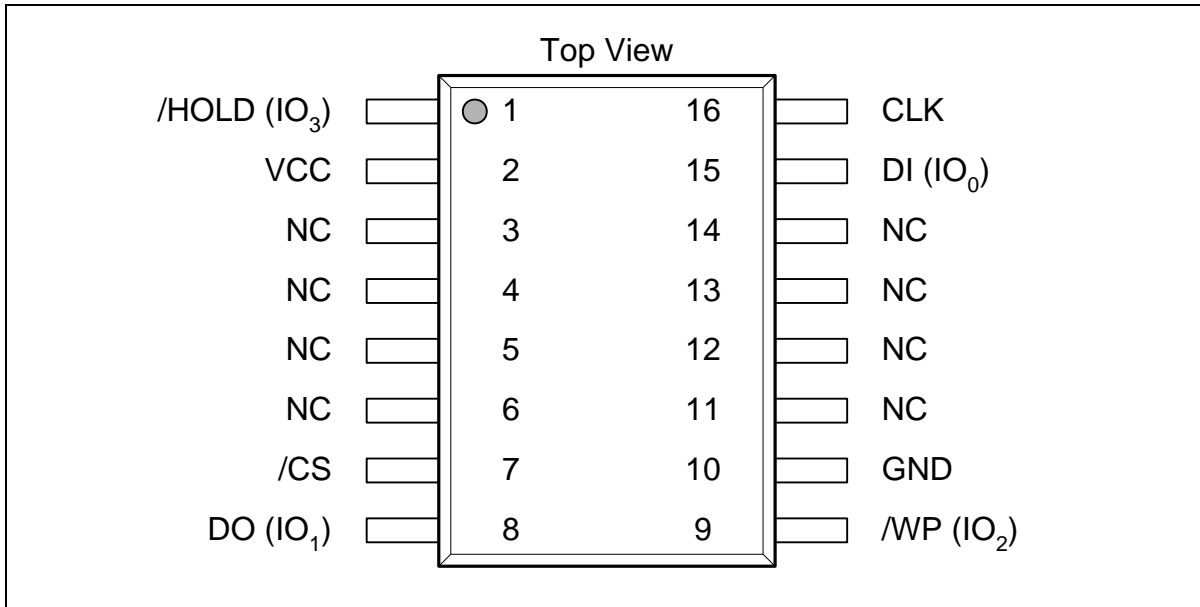 Top View
/HOLD (IO₃) 1 16 CLK
VCC 2 15 DI (IO₀)
NC 3 14 NC
NC 4 13 NC
NC 5 12 NC
NC 6 11 NC
/CS 7 10 GND
DO (IO₁) 8 9 /WP (IO₂)